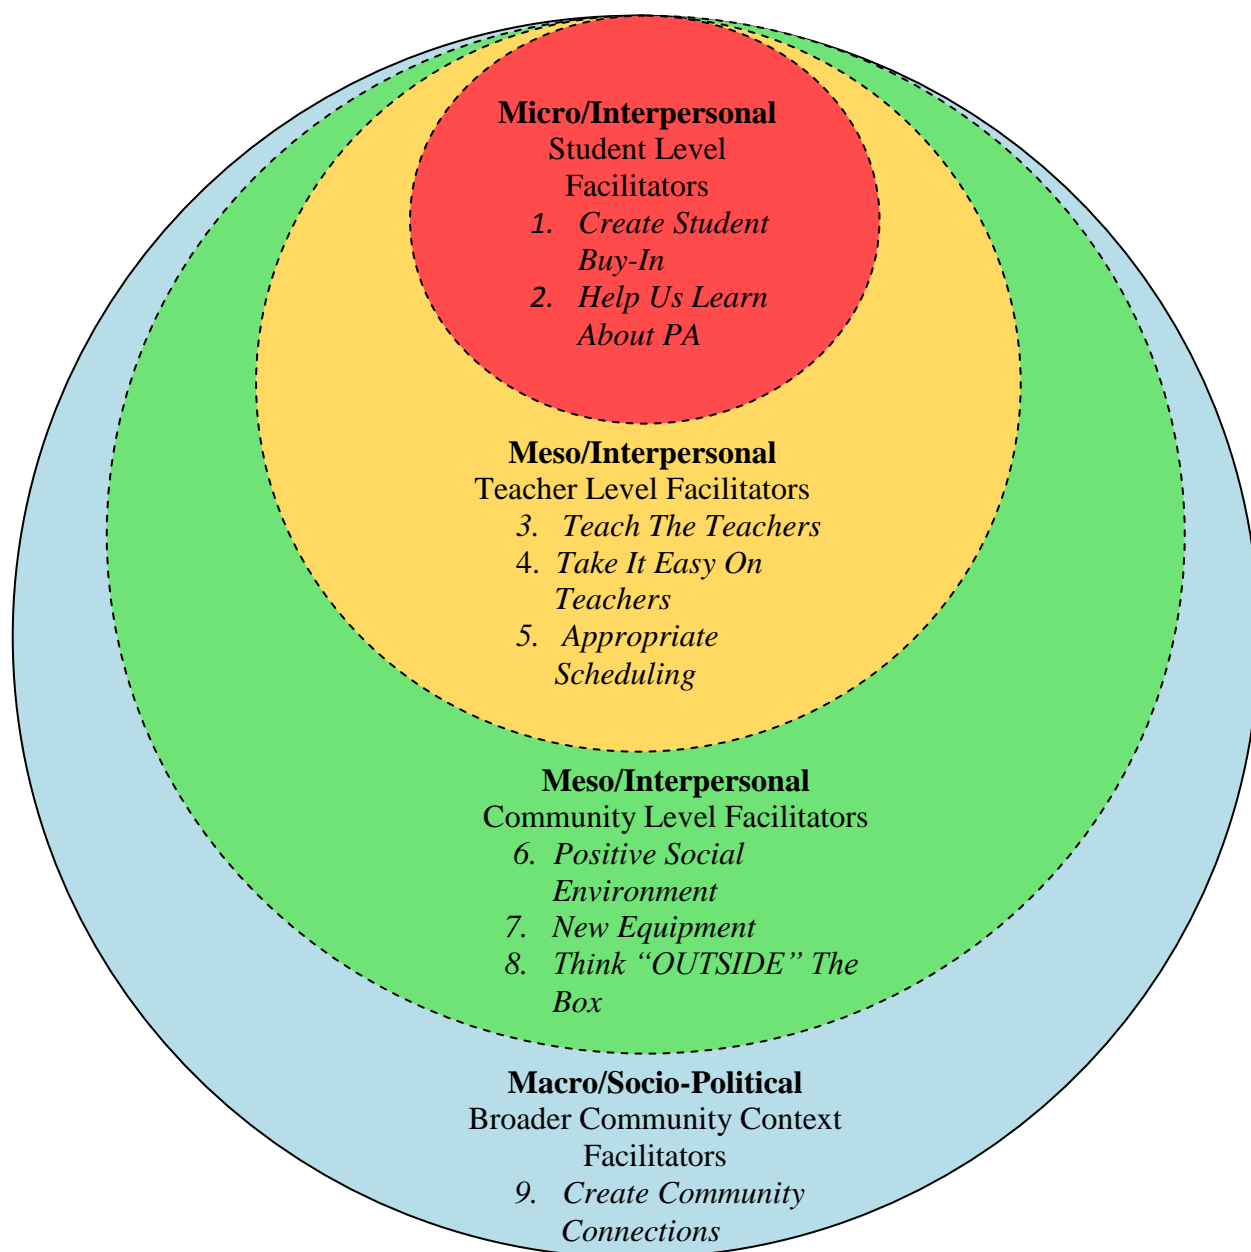 Micro/Interpersonal
Student Level
Facilitators
1. Create Student
Buy-In
2. Help Us Learn
About PA
Meso/Interpersonal
Teacher Level Facilitators
3. Teach The Teachers
4. Take It Easy On
Teachers
5. Appropriate
Scheduling
Meso/Interpersonal
Community Level Facilitators
6. Positive Social
Environment
7. New Equipment
8. Think “OUTSIDE” The
Box
Macro/Socio-Political
Broader Community Context
Facilitators
9. Create Community
Connections